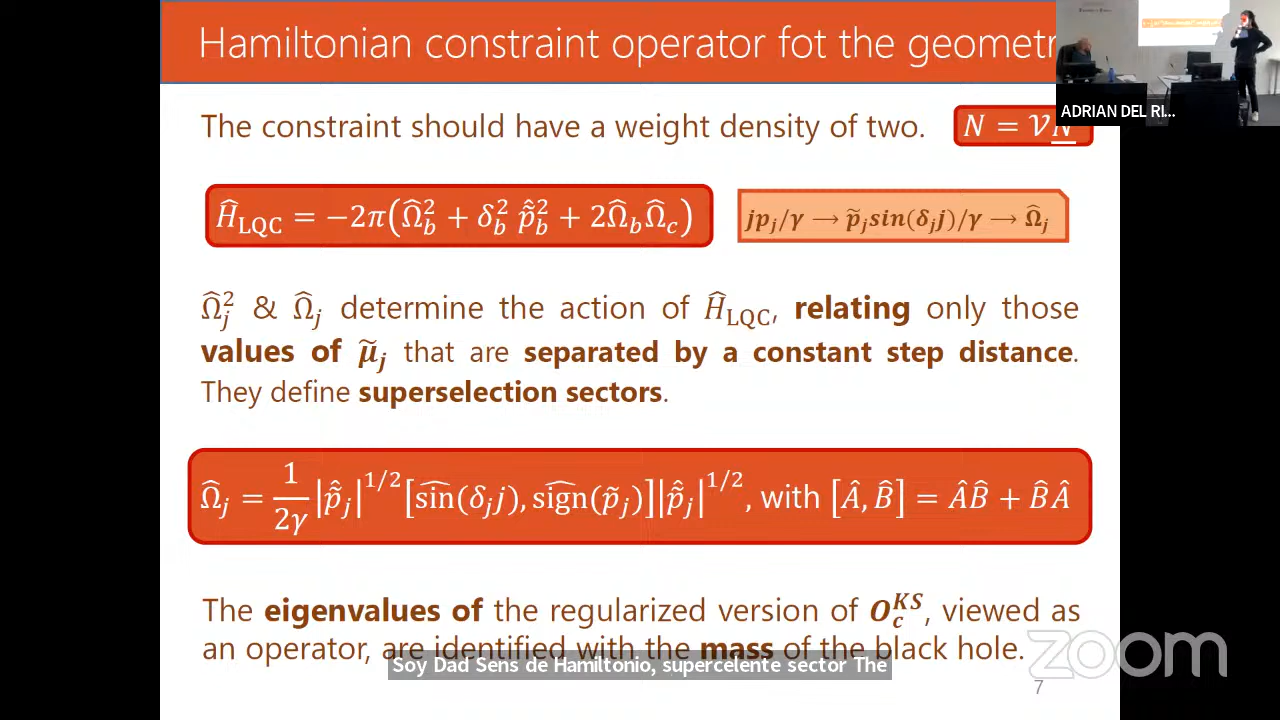 Hamiltonian constraint operator fot the geometr
ADRIAN DEL RI...
The constraint should have a weight density of two. N = 𝒱N̲
Ĥ_LQC = −2π(Ω̂_b² + δ_b² p̃̂_b² + 2Ω̂_bΩ̂_c)
jp_j/γ ⟶ p̃_j sin(δ_j j)/γ ⟶ Ω̂_j
Ω̂_j² & Ω̂_j determine the action of Ĥ_LQC, relating only those
values of μ̃_j that are separated by a constant step distance.
They define superselection sectors.
Ω̂_j = 1/2γ |p̃̂_j|^1/2 [sin̂(δ_j j), siĝn(p̃_j)]|p̃̂_j|^1/2, with [Â, B̂] = ÂB̂ + B̂Â
The eigenvalues of the regularized version of O_c^KS, viewed as
an operator, are identified with the mass of the black hole.
Soy Dad Sens de Hamiltonio, supercelente sector The
zoom
7